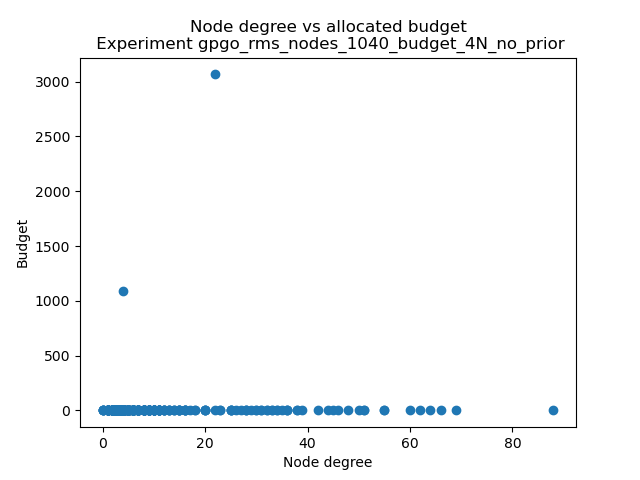 Node degree vs allocated budget
Experiment gpgo_rms_nodes_1040_budget_4N_no_prior
3000
2500
2000
1500
1000
500
0
Budget
0 20 40 60 80
Node degree